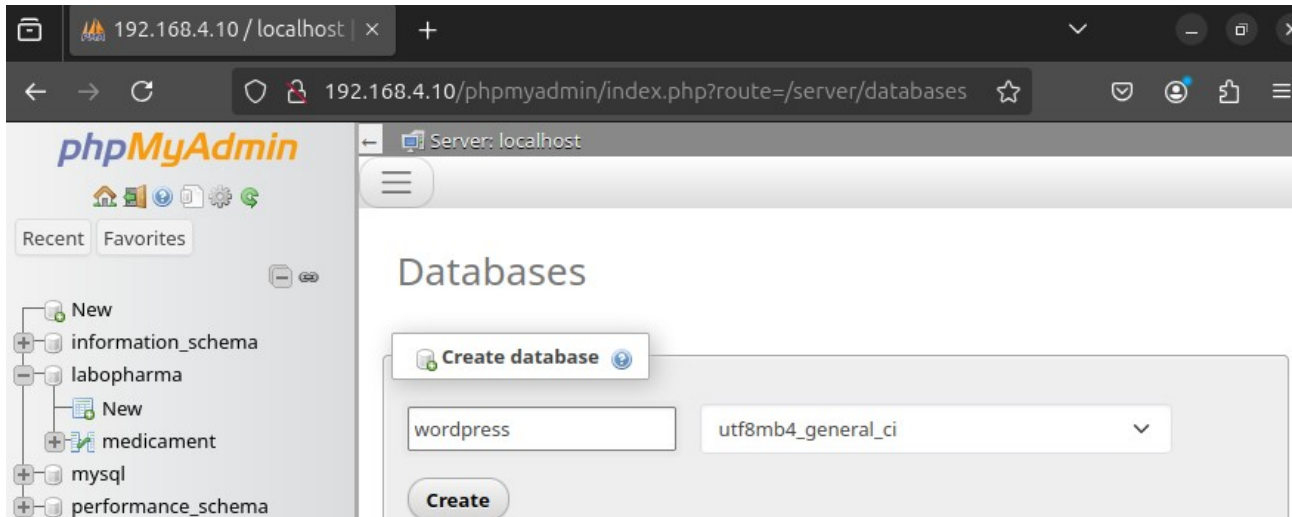 192.168.4.10 / localhost |
192.168.4.10/phpmyadmin/index.php?route=/server/databases
phpMyAdmin
Server: localhost
Recent Favorites
Databases
New
information_schema
labopharma
New
medicament
mysql
performance_schema
Create database
wordpress utf8mb4_general_ci
Create